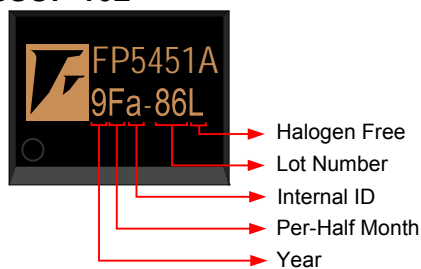 FP5451A
9Fa-86L
Halogen Free
Lot Number
Internal ID
Per-Half Month
Year